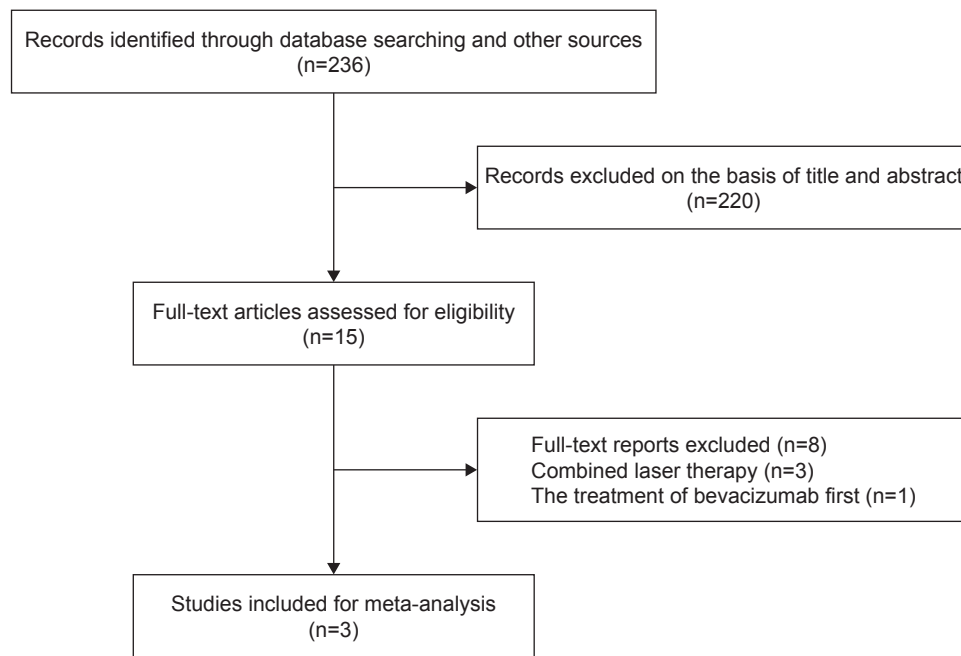 Records identified through database searching and other sources
(n=236)
Records excluded on the basis of title and abstract
(n=220)
Full-text articles assessed for eligibility
(n=15)
Full-text reports excluded (n=8)
Combined laser therapy (n=3)
The treatment of bevacizumab first (n=1)
Studies included for meta-analysis
(n=3)